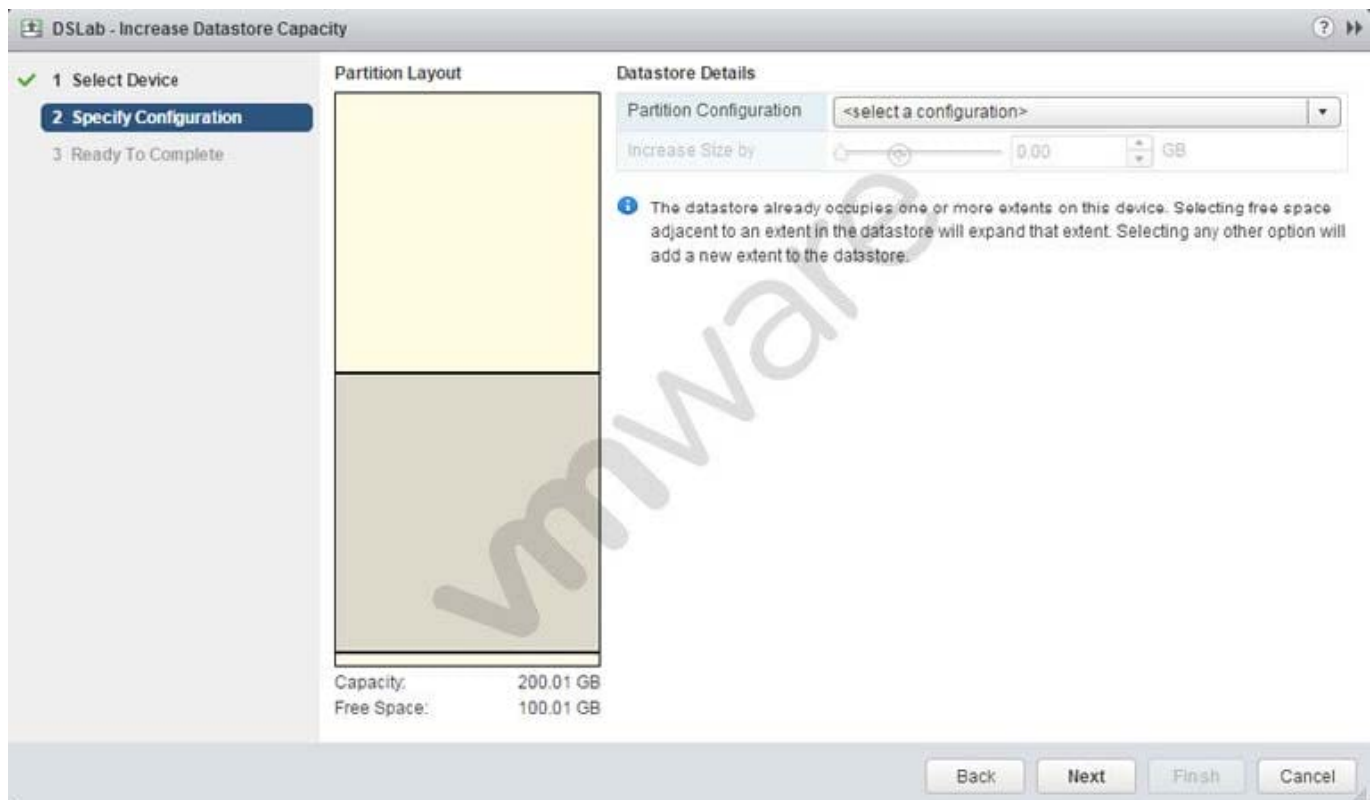 DSLab - Increase Datastore Capacity
1 Select Device
2 Specify Configuration
3 Ready To Complete
Partition Layout
Capacity: 200.01 GB
Free Space: 100.01 GB
Datastore Details
Partition Configuration <select a configuration>
Increase Size by 0.00 GB
The datastore already occupies one or more extents on this device. Selecting free space
adjacent to an extent in the datastore will expand that extent. Selecting any other option will
add a new extent to the datastore.
vmware
Back Next Finish Cancel